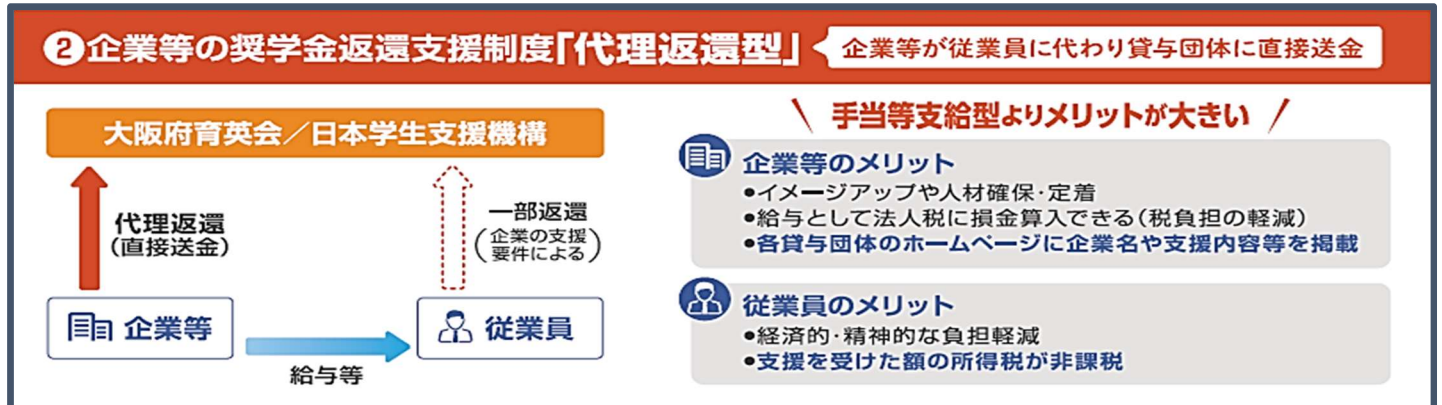 ❷企業等の奨学金返還支援制度「代理返還型」
企業等が従業員に代わり貸与団体に直接送金
大阪府育英会／日本学生支援機構
代理返還
（直接送金）
一部返還
（企業の支援
要件による）
企業等
給与等
従業員
手当等支給型よりメリットが大きい
企業等のメリット
●イメージアップや人材確保・定着
●給与として法人税に損金算入できる（税負担の軽減）
●各貸与団体のホームページに企業名や支援内容等を掲載
従業員のメリット
●経済的・精神的な負担軽減
●支援を受けた額の所得税が非課税